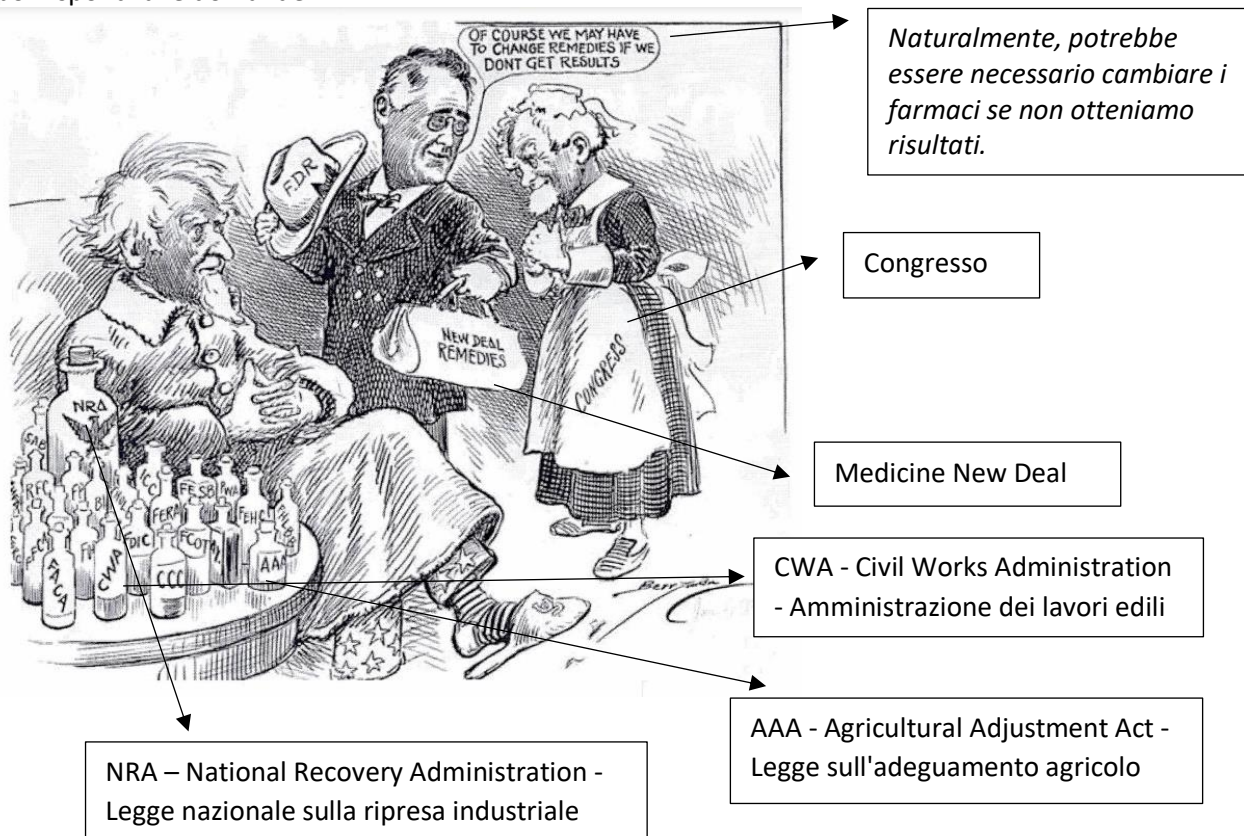 OF COURSE WE MAY HAVE
TO CHANGE REMEDIES IF WE
DONT GET RESULTS
Naturalmente, potrebbe
essere necessario cambiare i
farmaci se non otteniamo
risultati.
F.D.R
Congresso
NEW DEAL
REMEDIES
CONGRESS
NRA
RFC
FESB
PWA
FERA
FEHC
FDIC
FCOT
AAA
CWA
CCC
FACA
Medicine New Deal
CWA - Civil Works Administration
- Amministrazione dei lavori edili
AAA - Agricultural Adjustment Act -
Legge sull'adeguamento agricolo
NRA – National Recovery Administration -
Legge nazionale sulla ripresa industriale